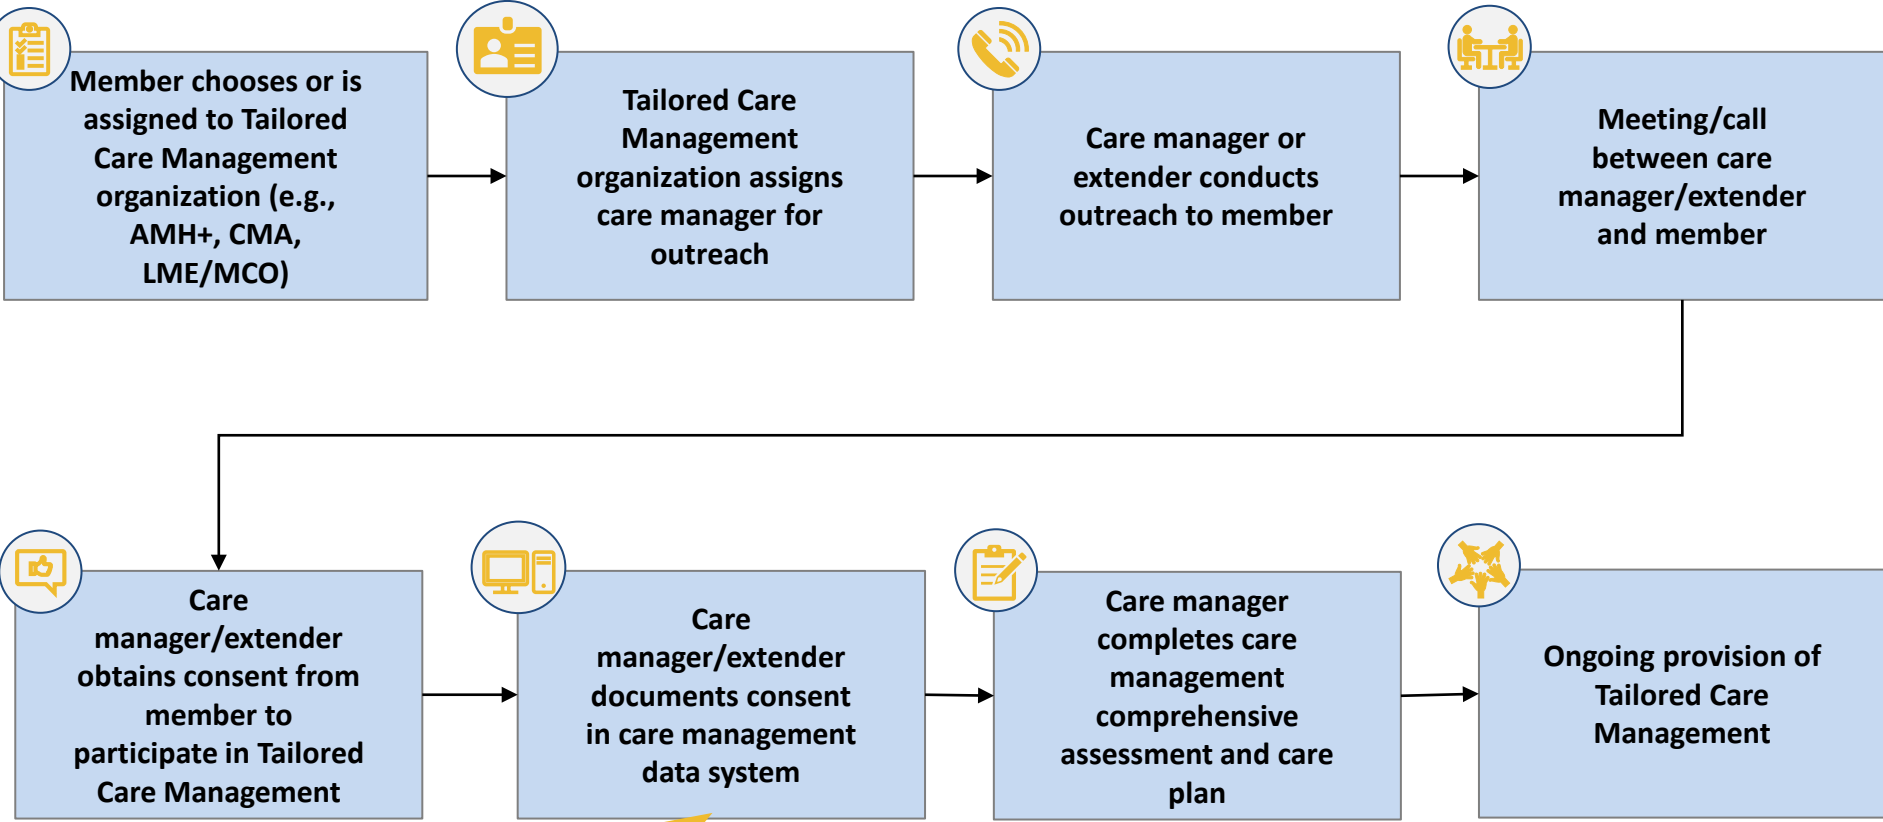 Member chooses or is
assigned to Tailored
Care Management
organization (e.g.,
AMH+, CMA,
LME/MCO)
Tailored Care
Management
organization assigns
care manager for
outreach
Care manager or
extender conducts
outreach to member
Meeting/call
between care
manager/extender
and member
Care
manager/extender
obtains consent from
member to
participate in Tailored
Care Management
Care
manager/extender
documents consent
in care management
data system
Care manager
completes care
management
comprehensive
assessment and care
plan
Ongoing provision of
Tailored Care
Management